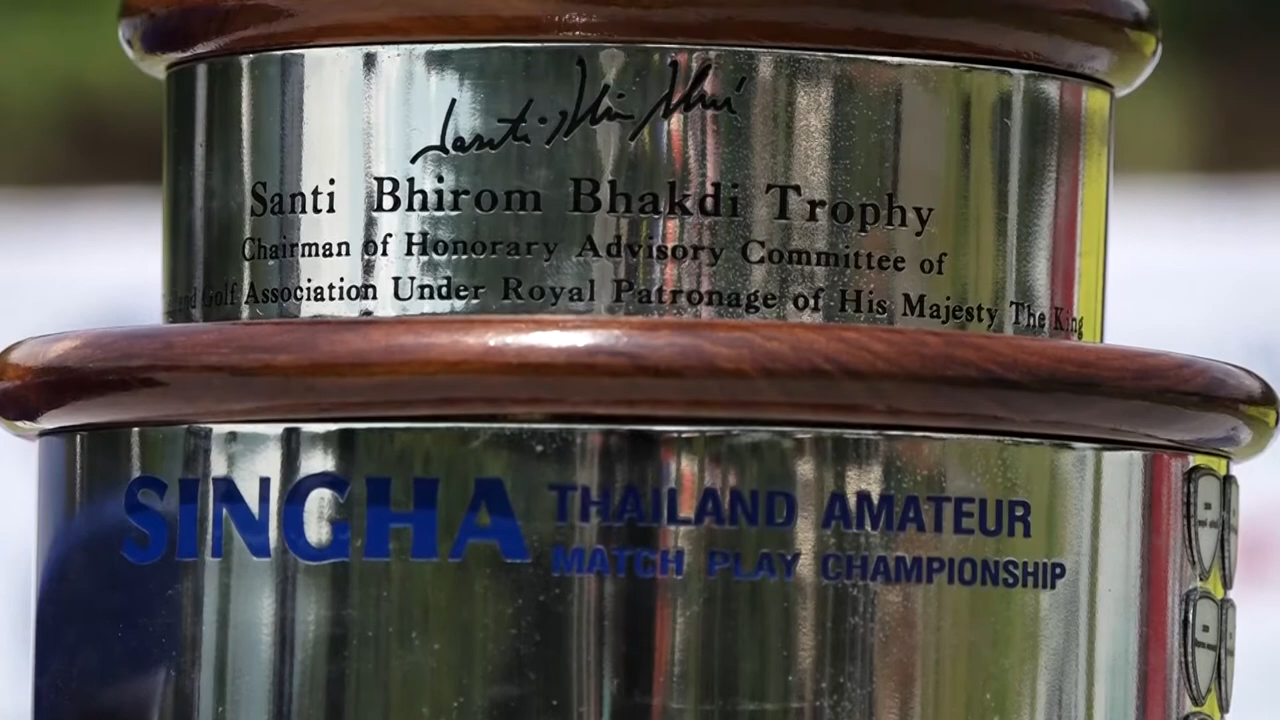 Santi Bhirom Bhakdi Trophy
Chairman of Honorary Advisory Committee of
Golf Association Under Royal Patronage of His Majesty The King
SINGHA THAILAND AMATEUR
MATCH PLAY CHAMPIONSHIP